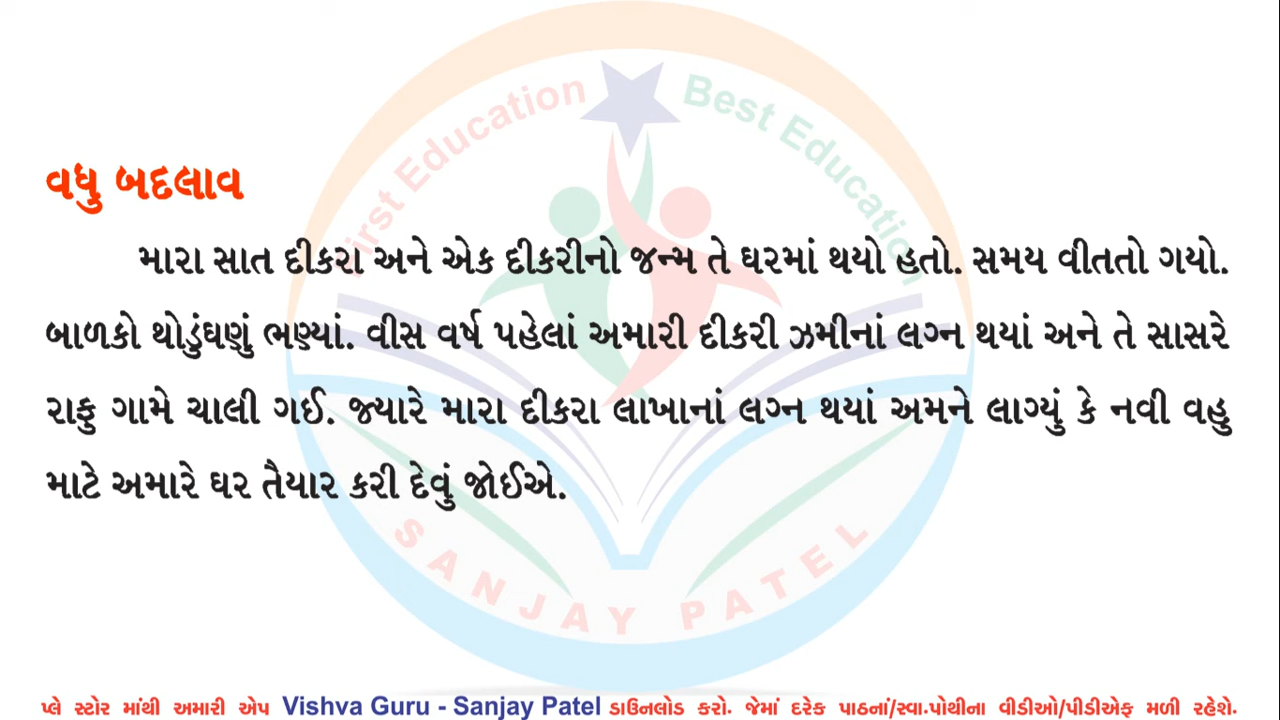 First Education Best Education
વધુ બદલાવ
મારા સાત દીકરા અને એક દીકરીનો જન્મ તે ઘરમાં થયો હતો. સમય વીતતો ગયો.
બાળકો થોડુંઘણું ભણ્યાં. વીસ વર્ષ પહેલાં અમારી દીકરી ઝમીનાં લગ્ન થયાં અને તે સાસરે
રાફુ ગામે ચાલી ગઈ. જ્યારે મારા દીકરા લાખાનાં લગ્ન થયાં અમને લાગ્યું કે નવી વહુ
માટે અમારે ઘર તૈયાર કરી દેવું જોઈએ.
SANJAY PATEL
પ્લે સ્ટોર માંથી અમારી એપ Vishva Guru - Sanjay Patel ડાઉનલોડ કરો. જેમાં દરેક પાઠનાં/સ્વા.પોથીના વીડીઓ/પીડીએફ મળી રહેશે.